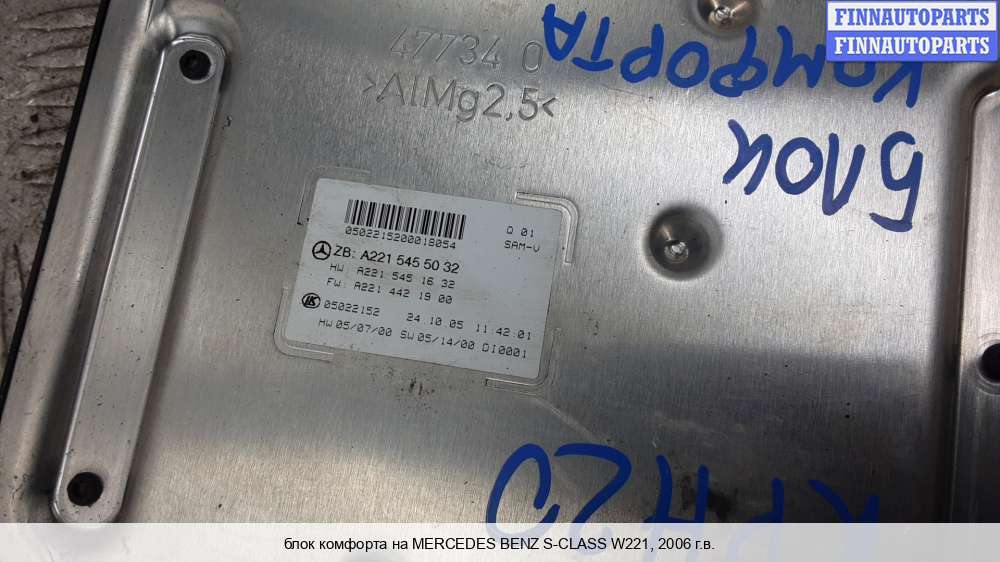 FINNAUTOPARTS
FINNAUTOPARTS
47734 0
>AlMg2,5<
БЛОК
КОМФОРТА
0502215200018054
Q 01
SAM-V
ZB: A221 545 50 32
HW: A221 545 16 32
FW: A221 442 19 00
05022152 24 10 05 11:42:01
HW 05/07/00 SW 05/14/00 DI0001
блок комфорта на MERCEDES BENZ S-CLASS W221, 2006 г.в.